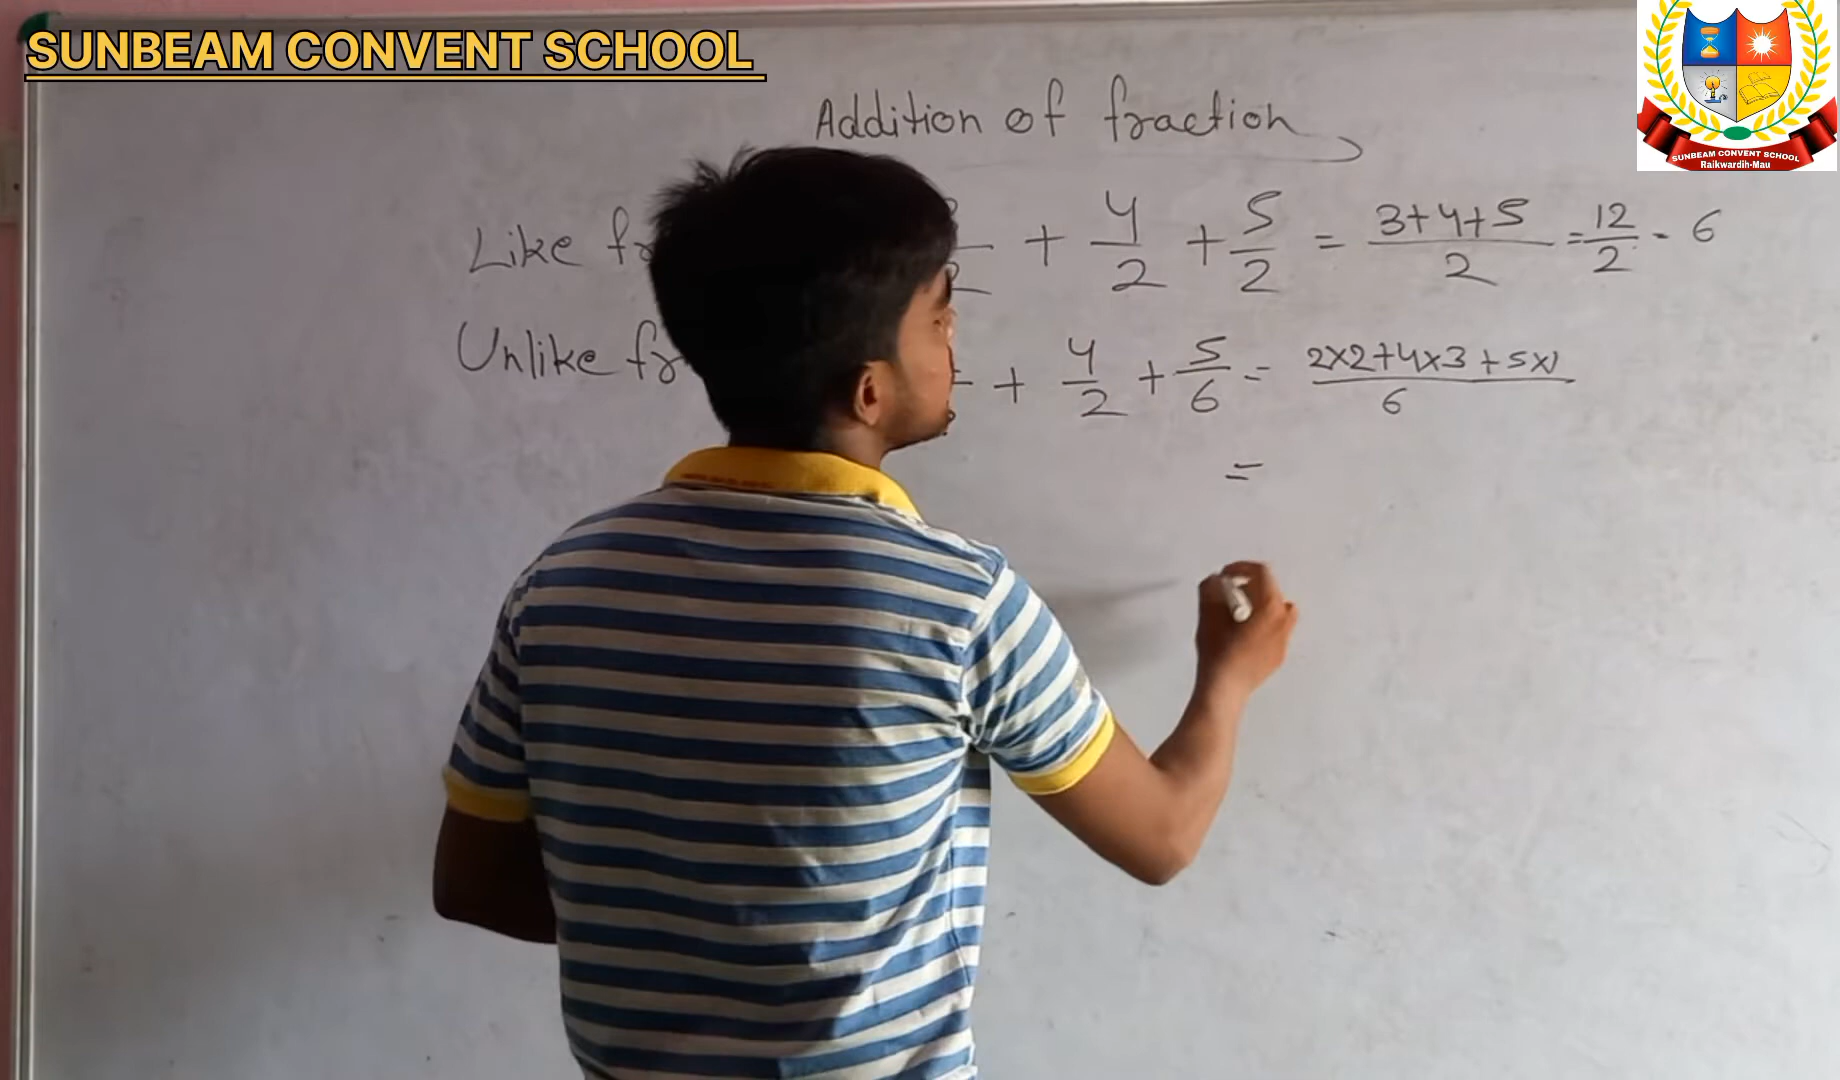 SUNBEAM CONVENT SCHOOL
SUNBEAM CONVENT SCHOOL
Raikwardih-Mau
Addition of fraction
Like + 4/2 + 5/2 = 3+4+5/2 = 12/2 - 6
Unlike + 4/2 + 5/6 = 2x2+4x3+5x1/6
=